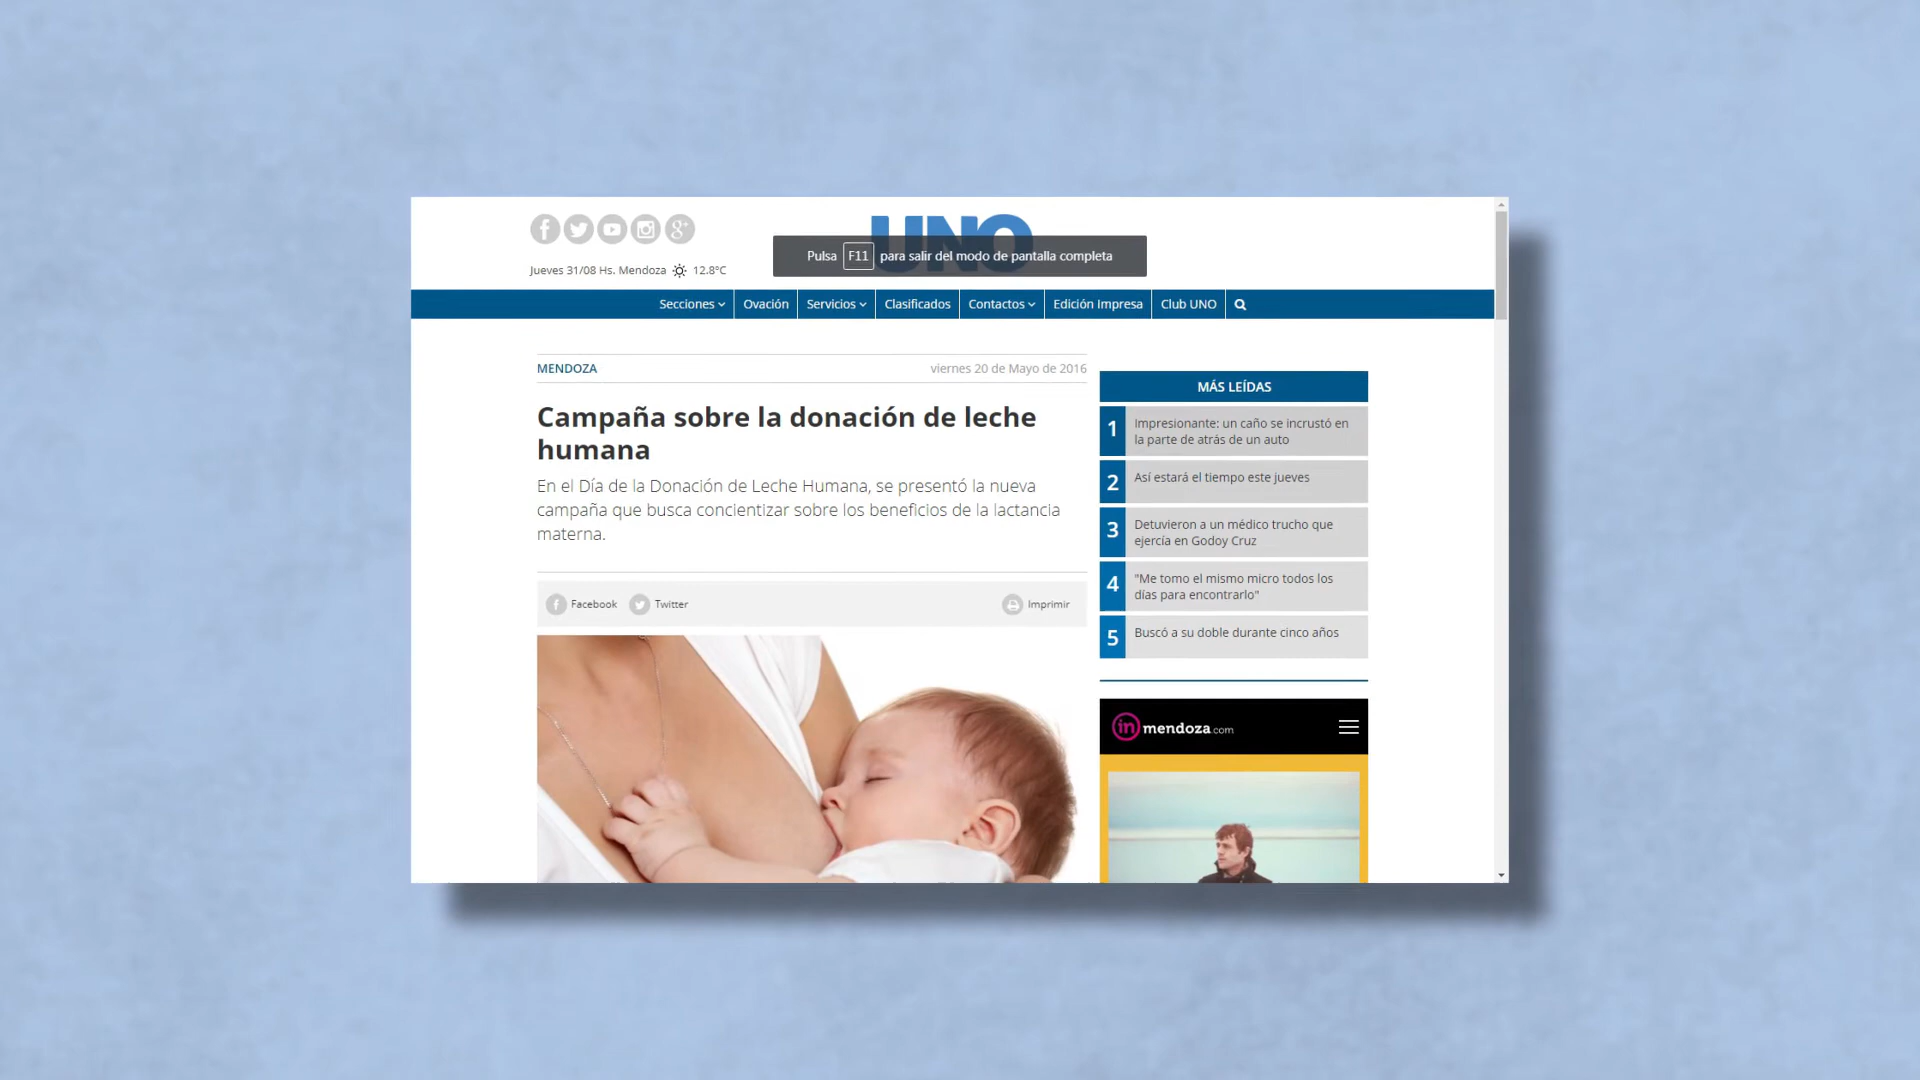 UNO
Pulsa F11 para salir del modo de pantalla completa
Jueves 31/08 Hs. Mendoza 12.8°C
Secciones Ovación Servicios Clasificados Contactos Edición Impresa Club UNO
MENDOZA
viernes 20 de Mayo de 2016
Campaña sobre la donación de leche
humana
En el Día de la Donación de Leche Humana, se presentó la nueva
campaña que busca concientizar sobre los beneficios de la lactancia
materna.
Facebook Twitter Imprimir
MÁS LEÍDAS
1 Impresionante: un caño se incrustó en
la parte de atrás de un auto
2 Así estará el tiempo este jueves
3 Detuvieron a un médico trucho que
ejercía en Godoy Cruz
4 "Me tomo el mismo micro todos los
días para encontrarlo"
5 Buscó a su doble durante cinco años
in mendoza.com